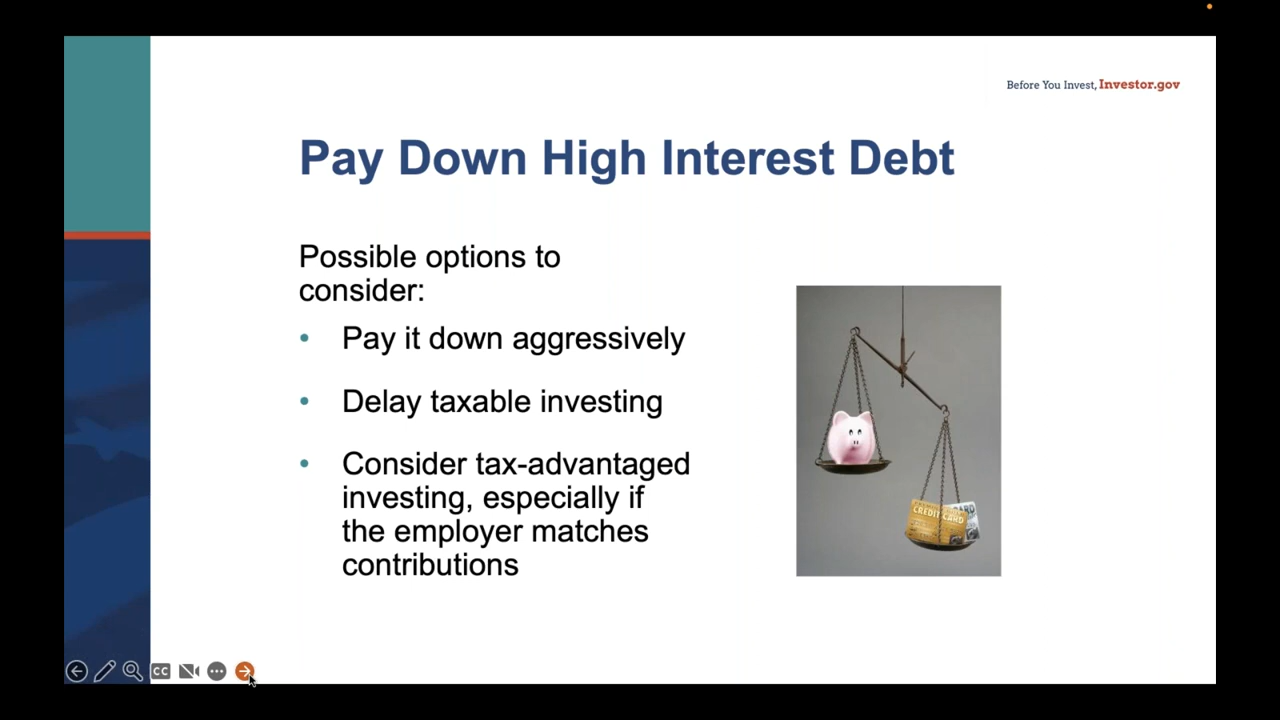 Before You Invest, Investor.gov
Pay Down High Interest Debt
Possible options to
consider:
• Pay it down aggressively
• Delay taxable investing
• Consider tax-advantaged
investing, especially if
the employer matches
contributions
CREDIT CARD
CC